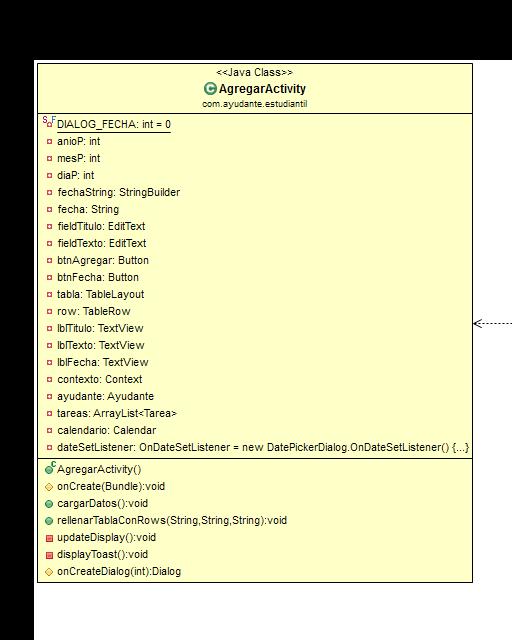 <<Java Class>>
C AgregarActivity
com.ayudante.estudiantil
S F DIALOG_FECHA: int = 0
anioP: int
mesP: int
diaP: int
fechaString: StringBuilder
fecha: String
fieldTitulo: EditText
fieldTexto: EditText
btnAgregar: Button
btnFecha: Button
tabla: TableLayout
row: TableRow
lblTitulo: TextView
lblTexto: TextView
lblFecha: TextView
contexto: Context
ayudante: Ayudante
tareas: ArrayList<Tarea>
calendario: Calendar
dateSetListener: OnDateSetListener = new DatePickerDialog.OnDateSetListener() {...}
C AgregarActivity()
onCreate(Bundle):void
cargarDatos():void
rellenarTablaConRows(String,String,String):void
updateDisplay():void
displayToast():void
onCreateDialog(int):Dialog